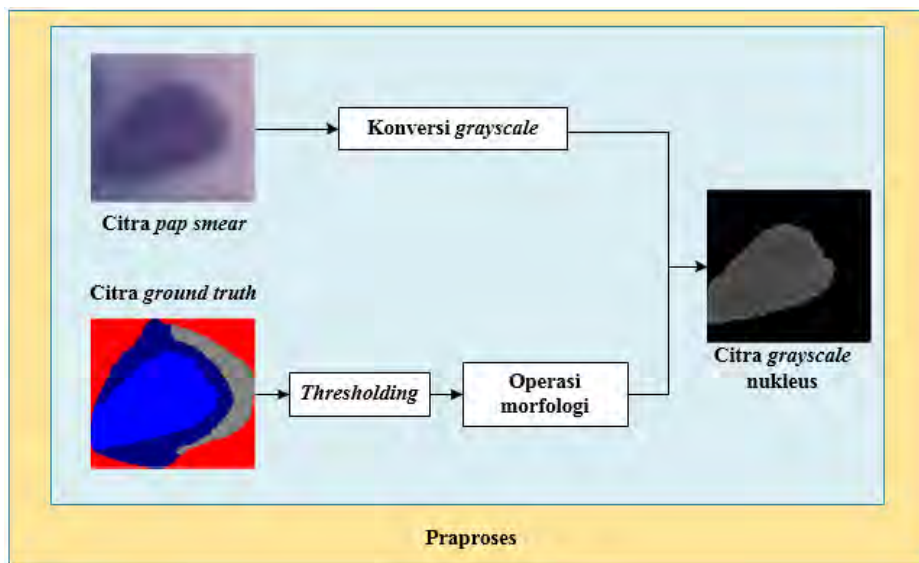 Citra pap smear
Konversi grayscale
Citra ground truth
Thresholding
Operasi
morfologi
Citra grayscale
nukleus
Praproses